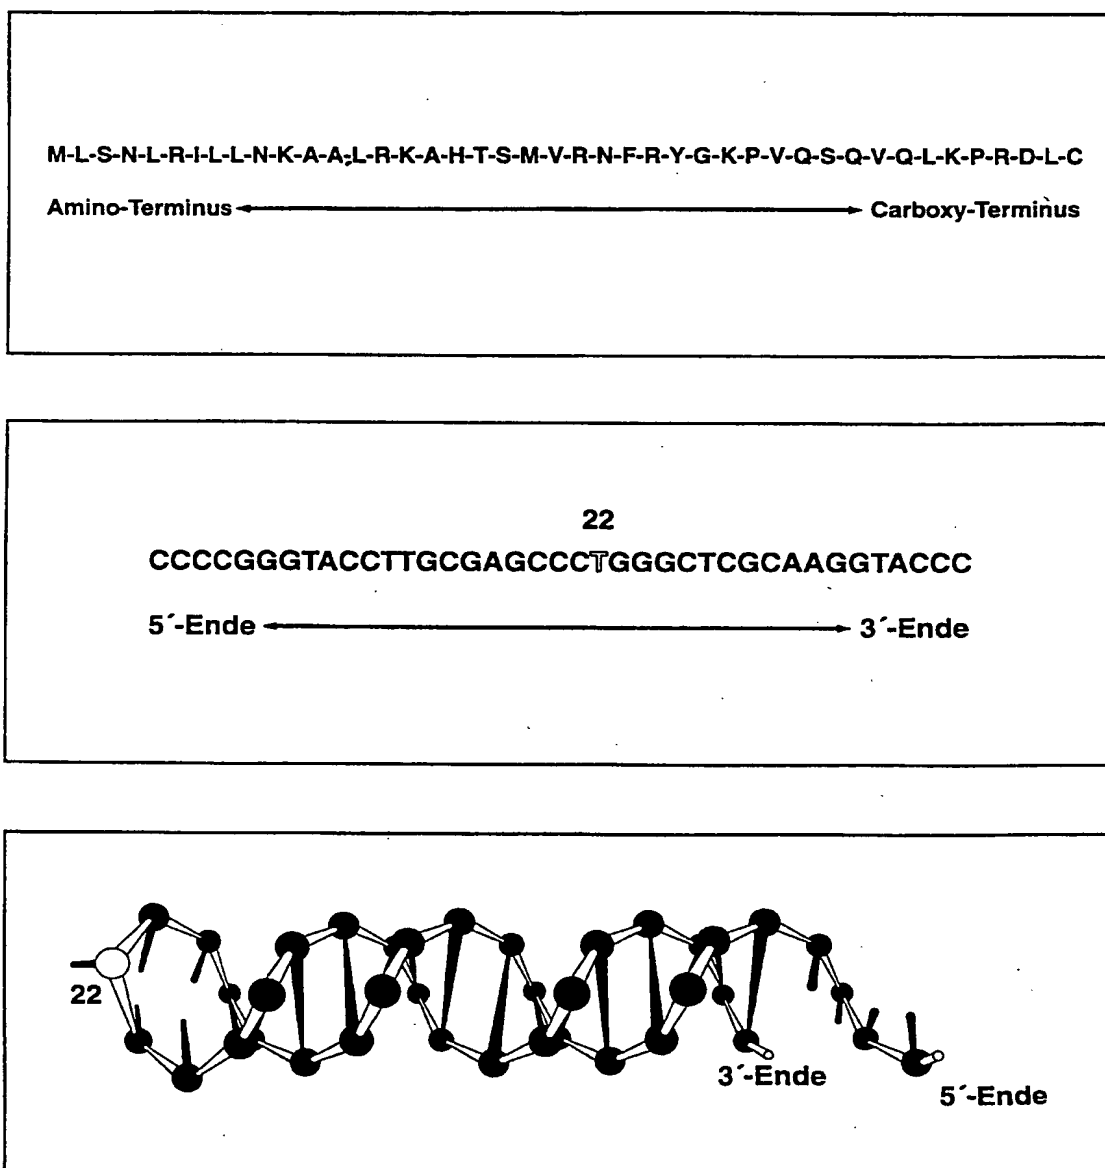 M-L-S-N-L-R-I-L-L-N-K-A-A-L-R-K-A-H-T-S-M-V-R-N-F-R-Y-G-K-P-V-Q-S-Q-V-Q-L-K-P-R-D-L-C
Amino-Terminus Carboxy-Terminus
22
CCCCGGGTACCTTGCGAGCCCTGGGCTCGCAAGGTACCC
5´-Ende 3´-Ende
22
3´-Ende
5´-Ende